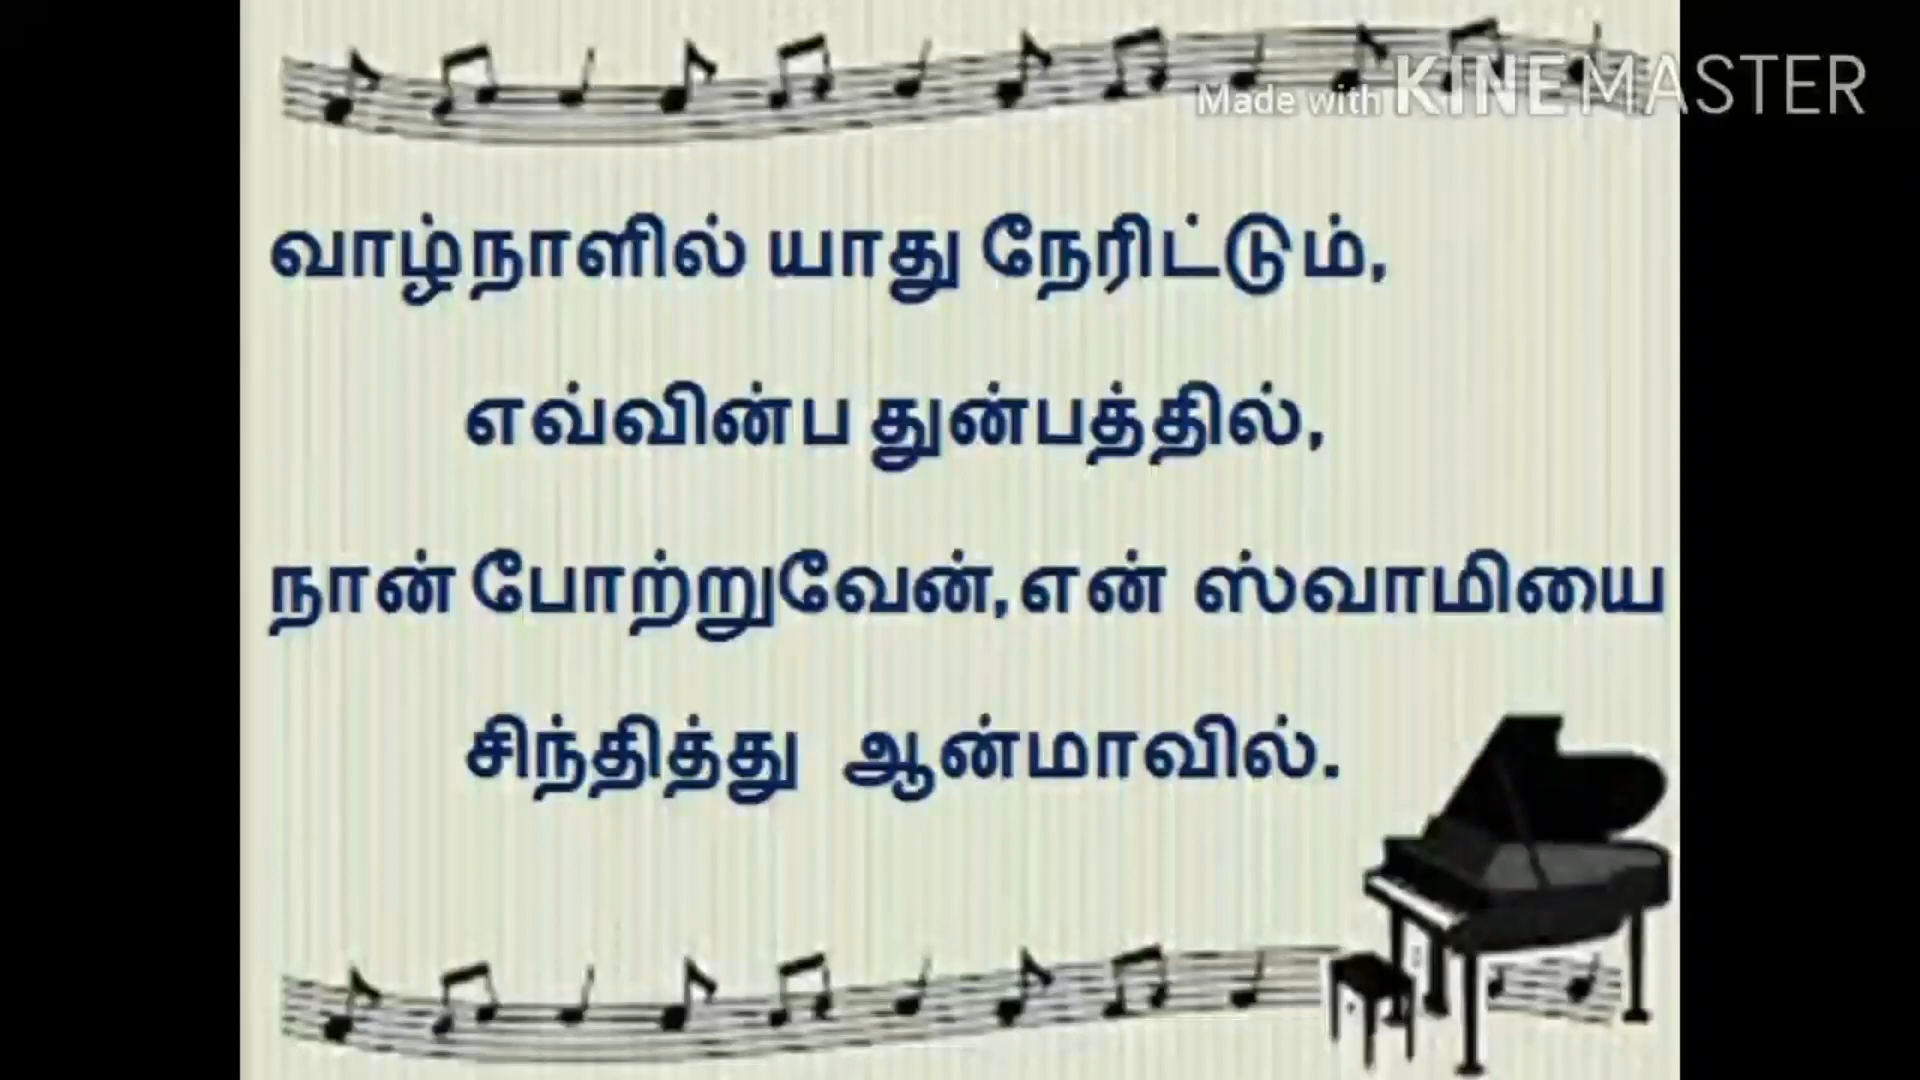 Made with KINEMASTER
வாழ்நாளில் யாது நேரிட்டும்,
எவ்வின்ப துன்பத்தில்,
நான் போற்றுவேன்,என் ஸ்வாமியை
சிந்தித்து ஆன்மாவில்.